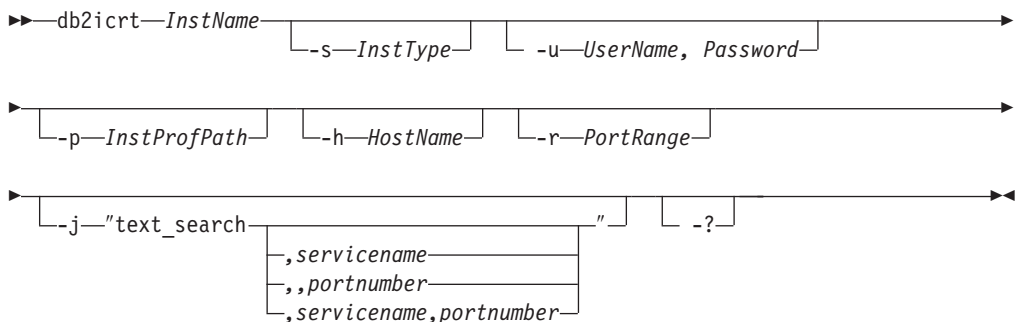 db2icrt InstName
-s InstType -u UserName, Password
-p InstProfPath -h HostName -r PortRange
-j "text_search " -?
,servicename
,,portnumber
,servicename,portnumber